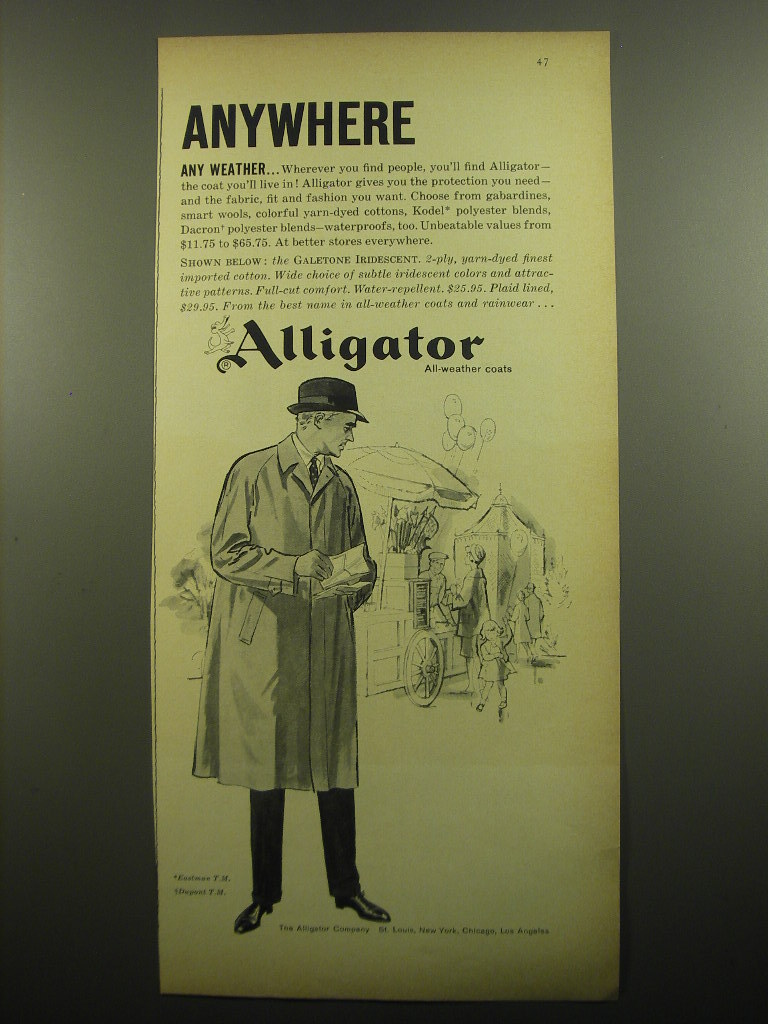 47
ANYWHERE
ANY WEATHER... Wherever you find people, you'll find Alligator—
the coat you'll live in! Alligator gives you the protection you need—
and the fabric, fit and fashion you want. Choose from gabardines,
smart wools, colorful yarn-dyed cottons, Kodel* polyester blends,
Dacron† polyester blends—waterproofs, too. Unbeatable values from
$11.75 to $65.75. At better stores everywhere.
SHOWN BELOW: the GALETONE IRIDESCENT. 2-ply, yarn-dyed finest
imported cotton. Wide choice of subtle iridescent colors and attrac-
tive patterns. Full-cut comfort. Water-repellent. $25.95. Plaid lined,
$29.95. From the best name in all-weather coats and rainwear ...
Alligator
®
All-weather coats
*Eastman T.M.
†Dupont T.M.
The Alligator Company St. Louis, New York, Chicago, Los Angeles